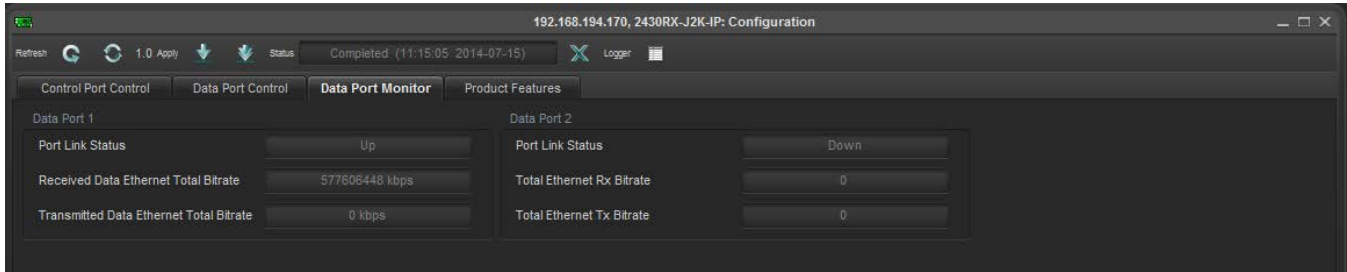 192.168.194.170, 2430RX-J2K-IP: Configuration
Refresh 1.0 Apply Status Completed (11:15:05 2014-07-15) Logger
Control Port Control Data Port Control Data Port Monitor Product Features
Data Port 1 Data Port 2
Port Link Status Up Port Link Status Down
Received Data Ethernet Total Bitrate 577606448 kbps Total Ethernet Rx Bitrate 0
Transmitted Data Ethernet Total Bitrate 0 kbps Total Ethernet Tx Bitrate 0